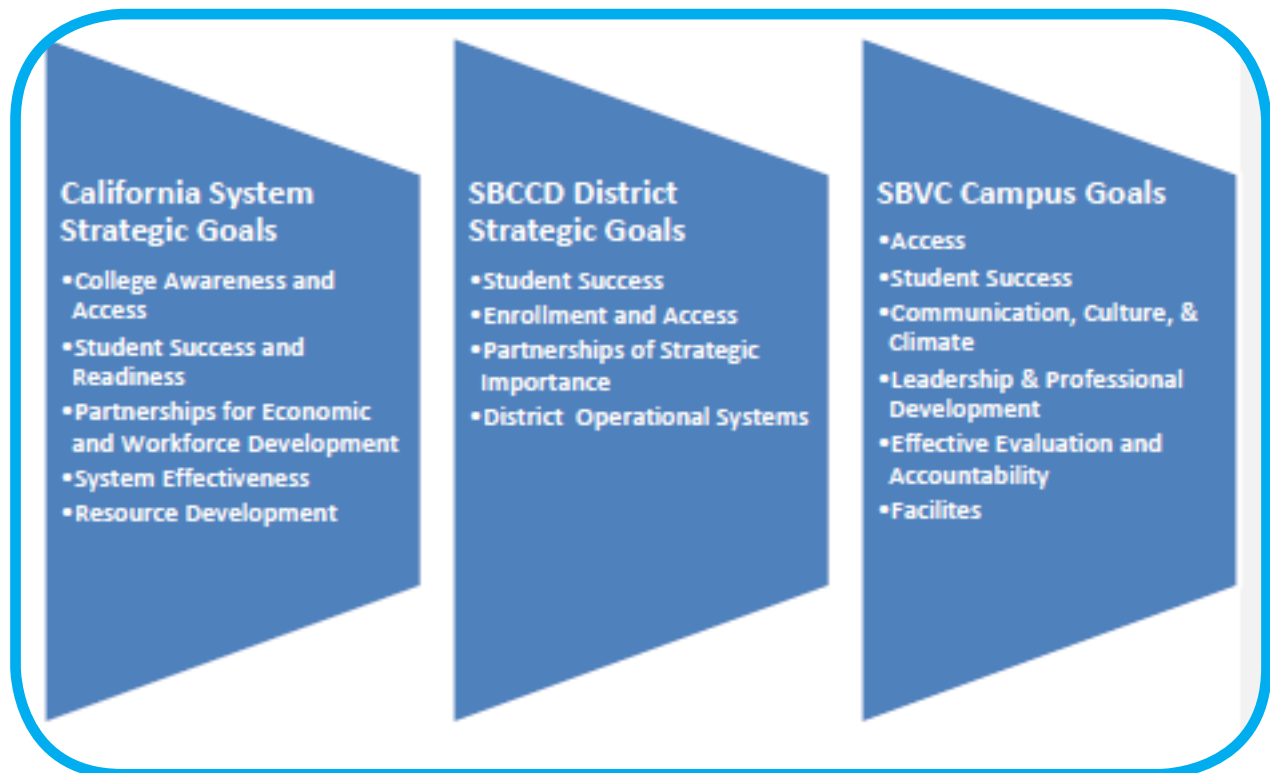 California System
Strategic Goals
•College Awareness and
Access
•Student Success and
Readiness
•Partnerships for Economic
and Workforce Development
•System Effectiveness
•Resource Development
SBCCD District
Strategic Goals
•Student Success
•Enrollment and Access
•Partnerships of Strategic
Importance
•District  Operational Systems
SBVC Campus Goals
•Access
•Student Success
•Communication, Culture, &
Climate
•Leadership & Professional
Development
•Effective Evaluation and
Accountability
•Facilites